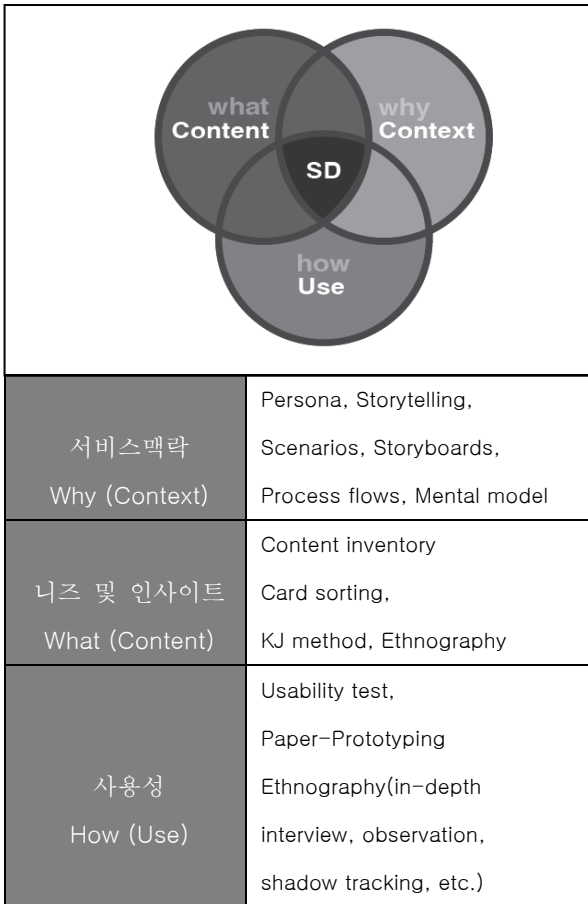 what
Content
why
Context
SD
how
Use
서비스맥락
Why (Context)
Persona, Storytelling,
Scenarios, Storyboards,
Process flows, Mental model
니즈 및 인사이트
What (Content)
Content inventory
Card sorting,
KJ method, Ethnography
사용성
How (Use)
Usability test,
Paper-Prototyping
Ethnography(in-depth
interview, observation,
shadow tracking, etc.)